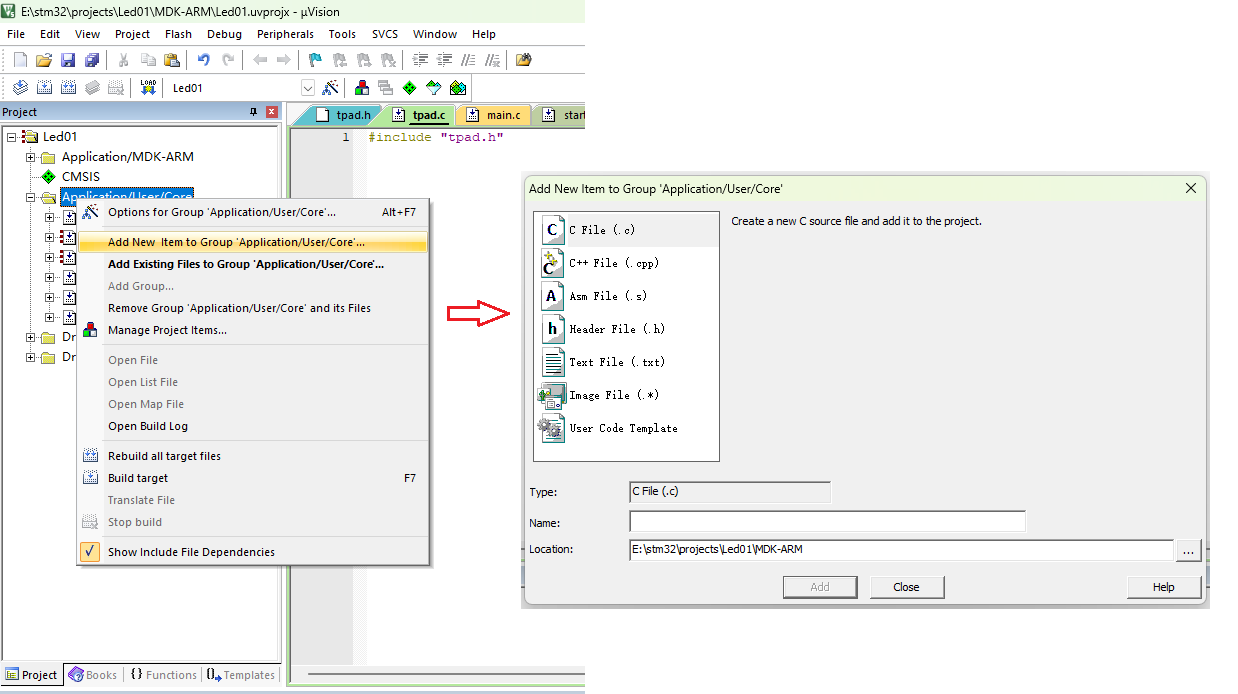 E:\stm32\projects\Led01\MDK-ARM\Led01.uvprojx - µVision
File Edit View Project Flash Debug Peripherals Tools SVCS Window Help
LOAD
Led01
Project
Led01
Application/MDK-ARM
CMSIS
Application/User/Core
Dr
Dr
tpad.h
tpad.c
main.c
start
1 #include "tpad.h"
Options for Group 'Application/User/Core'... Alt+F7
Add New Item to Group 'Application/User/Core'...
Add Existing Files to Group 'Application/User/Core'...
Add Group...
Remove Group 'Application/User/Core' and its Files
Manage Project Items...
Open File
Open List File
Open Map File
Open Build Log
Rebuild all target files
Build target F7
Translate File
Stop build
Show Include File Dependencies
Project Books {} Functions Templates
Add New Item to Group 'Application/User/Core'
C File (.c)
C++ File (.cpp)
Asm File (.s)
Header File (.h)
Text File (.txt)
Image File (.*)
User Code Template
Create a new C source file and add it to the project.
Type: C File (.c)
Name:
Location: E:\stm32\projects\Led01\MDK-ARM ...
Add Close Help